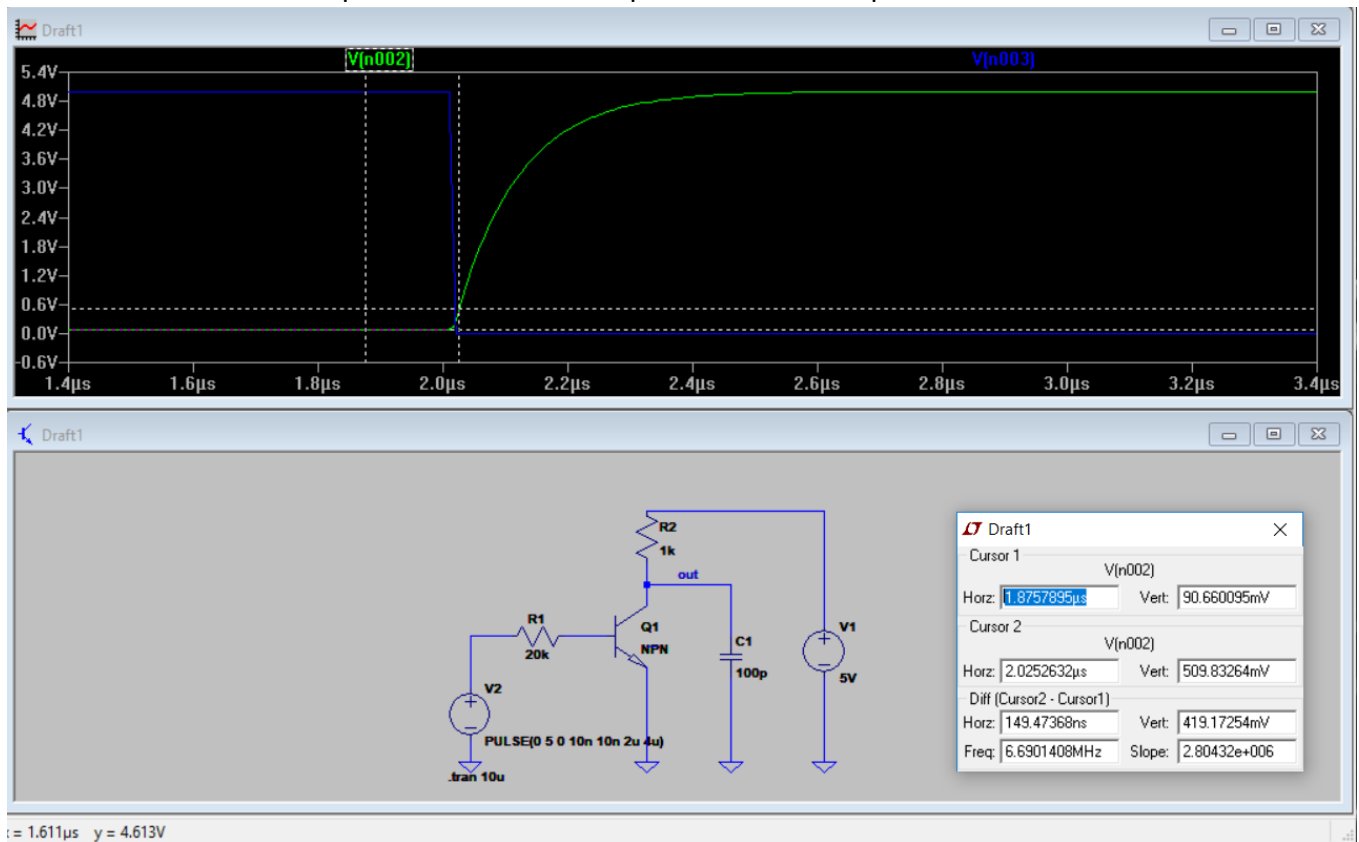 Draft1
V(n002) V(n003)
5.4V
4.8V
4.2V
3.6V
3.0V
2.4V
1.8V
1.2V
0.6V
0.0V
-0.6V
1.4µs 1.6µs 1.8µs 2.0µs 2.2µs 2.4µs 2.6µs 2.8µs 3.0µs 3.2µs 3.4µs
Draft1
R2
1k
out
R1
20k
Q1
NPN
C1
100p
V1
5V
V2
PULSE(0 5 0 10n 10n 2u 4u)
.tran 10u
Draft1
Cursor 1
V(n002)
Horz: 1.8757895µs Vert: 90.660095mV
Cursor 2
V(n002)
Horz: 2.0252632µs Vert: 509.83264mV
Diff (Cursor2 - Cursor1)
Horz: 149.47368ns Vert: 419.17254mV
Freq: 6.6901408MHz Slope: 2.80432e+006
= 1.611µs y = 4.613V